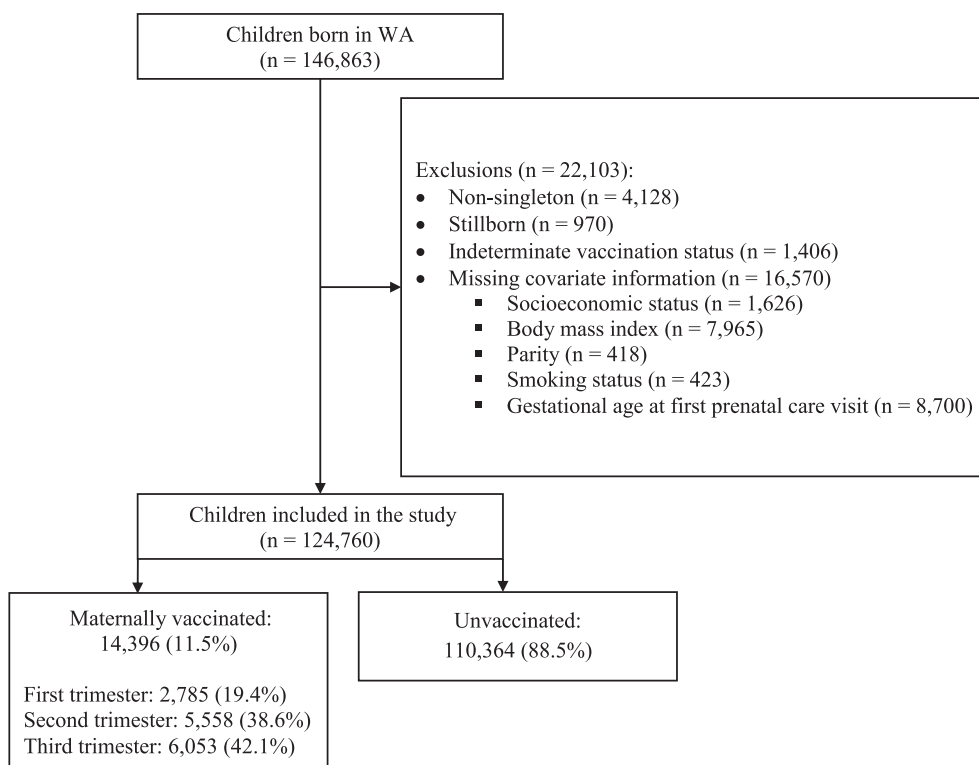 Children born in WA
(n = 146,863)
Exclusions (n = 22,103):
• Non-singleton (n = 4,128)
• Stillborn (n = 970)
• Indeterminate vaccination status (n = 1,406)
• Missing covariate information (n = 16,570)
▪ Socioeconomic status (n = 1,626)
▪ Body mass index (n = 7,965)
▪ Parity (n = 418)
▪ Smoking status (n = 423)
▪ Gestational age at first prenatal care visit (n = 8,700)
Children included in the study
(n = 124,760)
Maternally vaccinated:
14,396 (11.5%)
First trimester: 2,785 (19.4%)
Second trimester: 5,558 (38.6%)
Third trimester: 6,053 (42.1%)
Unvaccinated:
110,364 (88.5%)